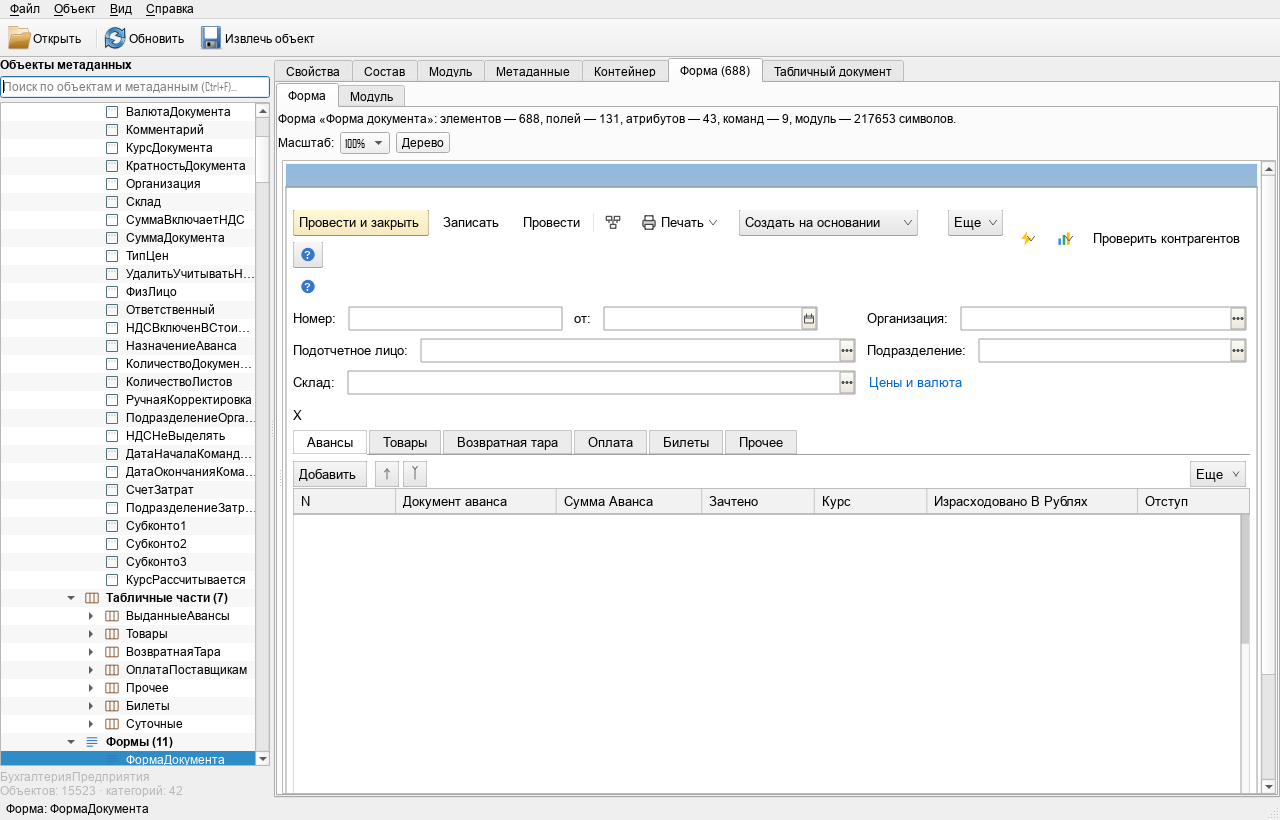 Файл Объект Вид Справка
Открыть Обновить Извлечь объект
Объекты метаданных
Поиск по объектам и метаданным (Ctrl+F)...
ВалютаДокумента
Комментарий
КурсДокумента
КратностьДокумента
Организация
Склад
СуммаВключаетНДС
СуммаДокумента
ТипЦен
УдалитьУчитыватьН...
ФизЛицо
Ответственный
НДСВключенВСтои...
НазначениеАванса
КоличествоДокумен...
КоличествоЛистов
РучнаяКорректировка
ПодразделениеОрга...
НДСНеВыделять
ДатаНачалаКоманд...
ДатаОкончанияКома...
СчетЗатрат
ПодразделениеЗатр...
Субконто1
Субконто2
Субконто3
КурсРассчитывается
Табличные части (7)
ВыданныеАвансы
Товары
ВозвратнаяТара
ОплатаПоставщикам
Прочее
Билеты
Суточные
Формы (11)
ФормаДокумента
БухгалтерияПредприятия
Объектов: 15523 · категорий: 42
Свойства Состав Модуль Метаданные Контейнер Форма (688) Табличный документ
Форма Модуль
Форма «Форма документа»: элементов — 688, полей — 131, атрибутов — 43, команд — 9, модуль — 217653 символов.
Масштаб: 100% Дерево
Провести и закрыть Записать Провести Печать Создать на основании Еще Проверить контрагентов
?
?
Номер: от: Организация:
Подотчетное лицо: Подразделение:
Склад: Цены и валюта
X
Авансы Товары Возвратная тара Оплата Билеты Прочее
Добавить Еще
N Документ аванса Сумма Аванса Зачтено Курс Израсходовано В Рублях Отступ
Форма: ФормаДокумента